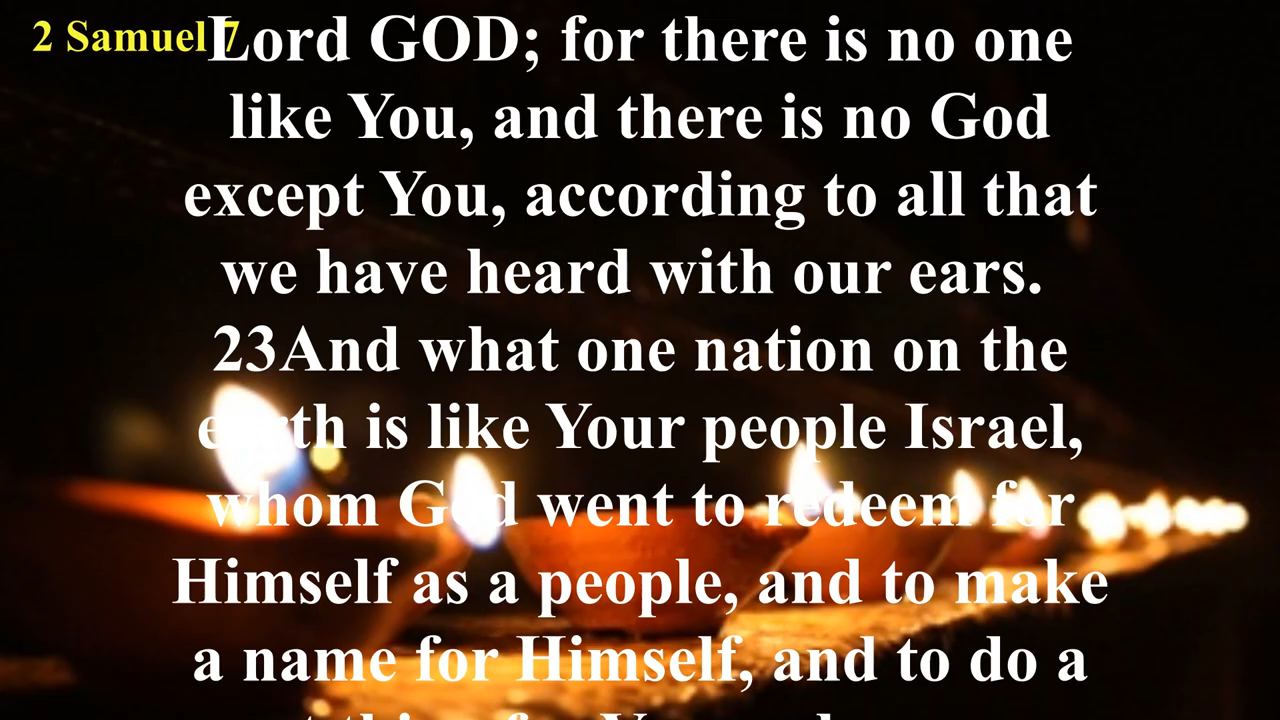 2 Samuel 7
Lord GOD; for there is no one
like You, and there is no God
except You, according to all that
we have heard with our ears.
23And what one nation on the
earth is like Your people Israel,
whom God went to redeem for
Himself as a people, and to make
a name for Himself, and to do a